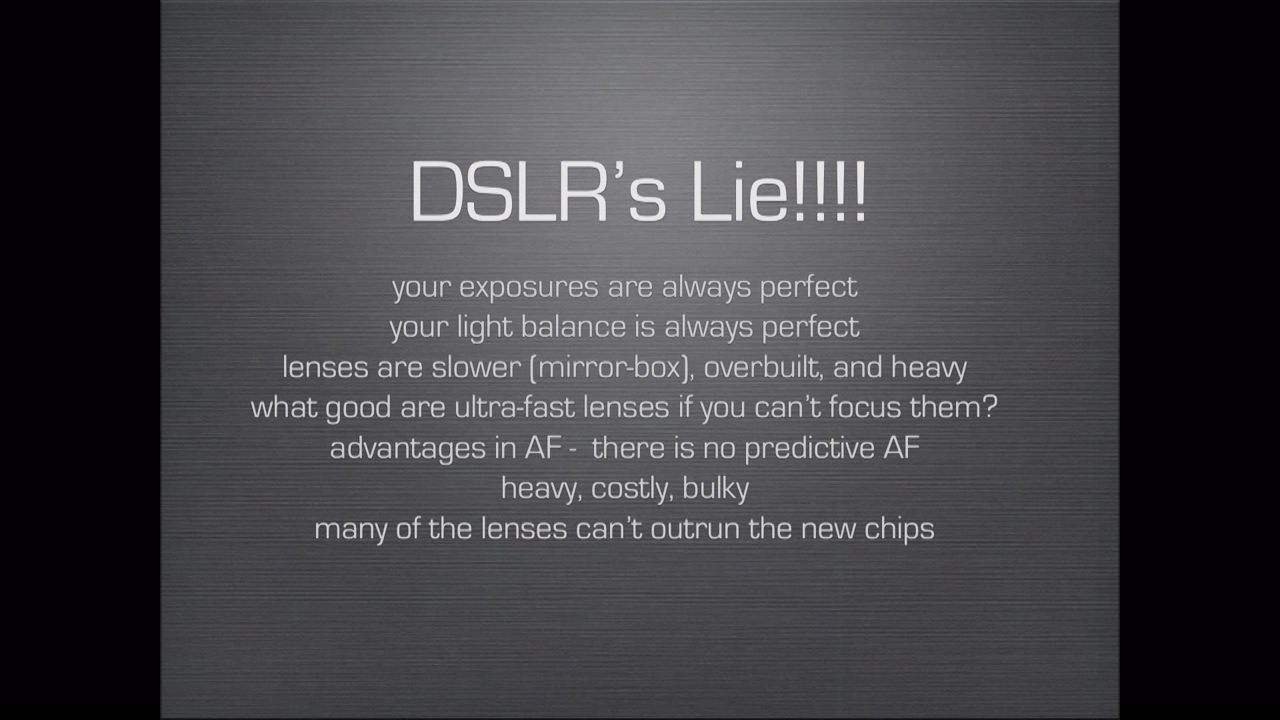 DSLR's Lie!!!!
your exposures are always perfect
your light balance is always perfect
lenses are slower (mirror-box), overbuilt, and heavy
what good are ultra-fast lenses if you can't focus them?
advantages in AF -  there is no predictive AF
heavy, costly, bulky
many of the lenses can't outrun the new chips